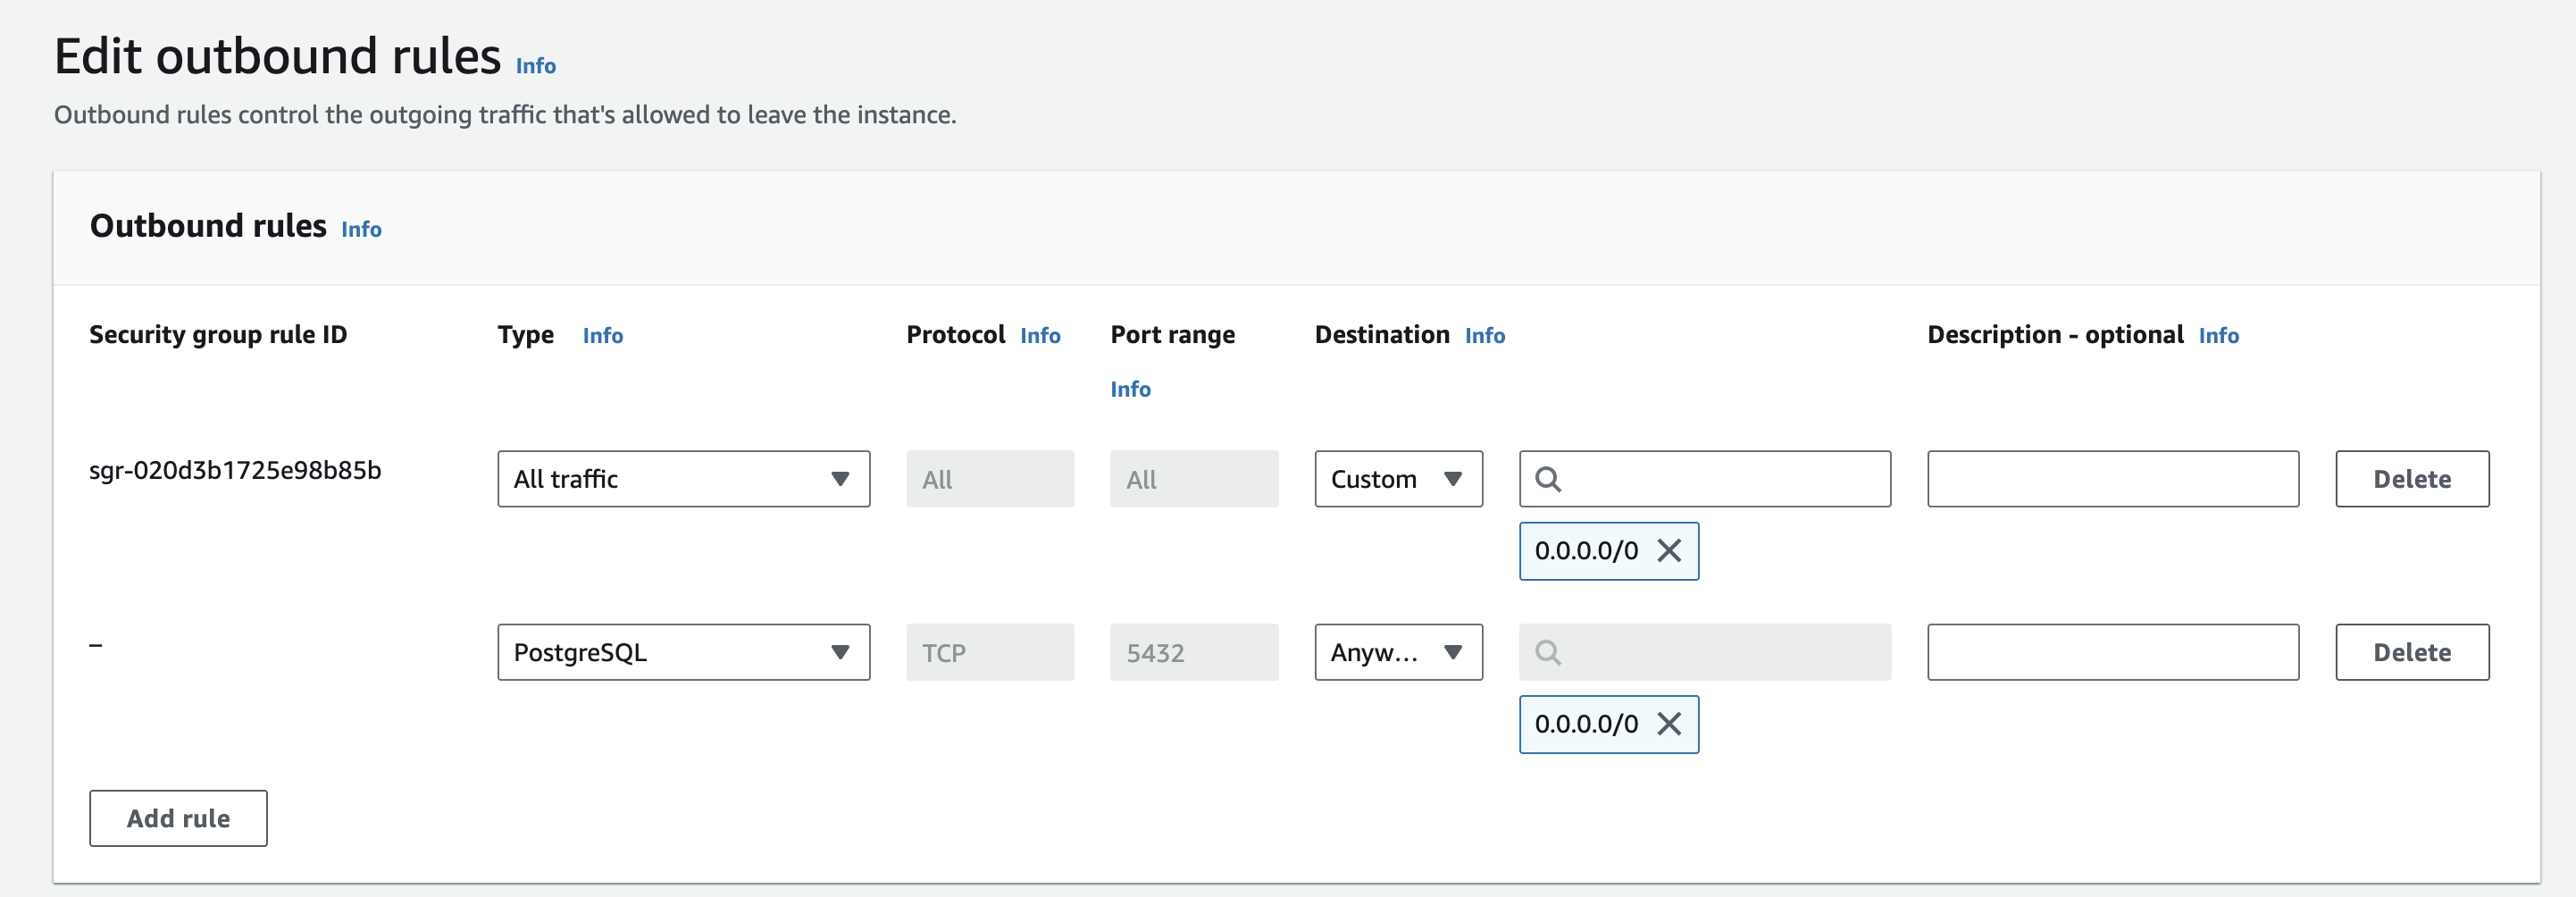 Edit outbound rules Info
Outbound rules control the outgoing traffic that's allowed to leave the instance.
Outbound rules Info
Security group rule ID Type Info Protocol Info Port range Destination Info Description - optional Info
Info
sgr-020d3b1725e98b85b All traffic All All Custom Delete
0.0.0.0/0
– PostgreSQL TCP 5432 Anyw... Delete
0.0.0.0/0
Add rule